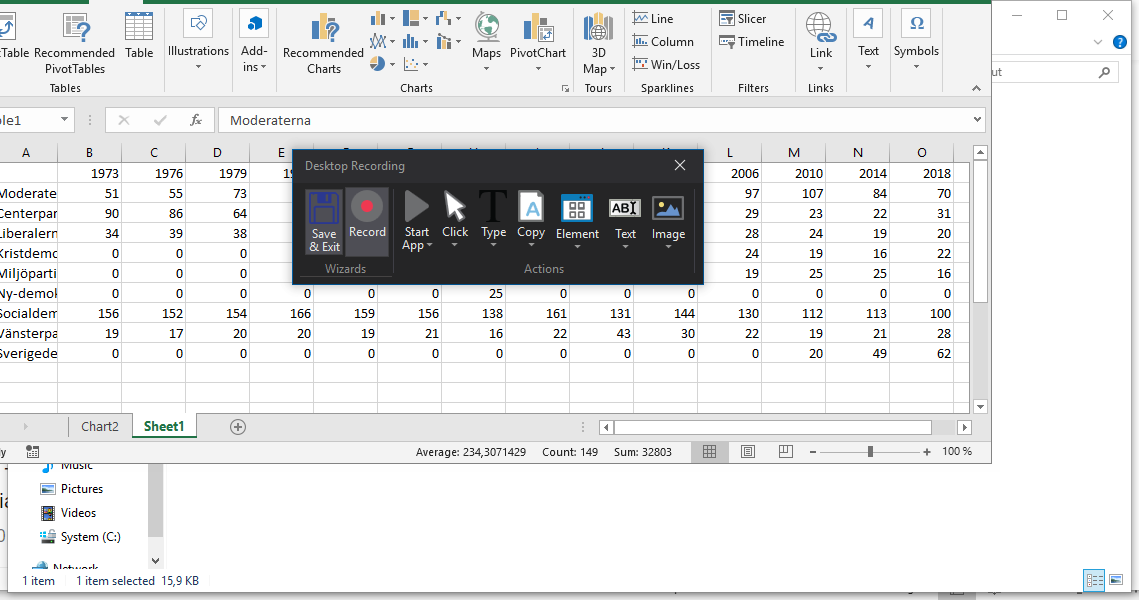 Table Recommended PivotTables Table Illustrations Add-ins Recommended Charts Maps PivotChart 3D Map Line Column Win/Loss Slicer Timeline Link Text Symbols
Tables Charts Tours Sparklines Filters Links
ble1 fx Moderaterna
A B C D E L M N O
1973 1976 1979 2006 2010 2014 2018
Moderate 51 55 73 97 107 84 70
Centerpar 90 86 64 29 23 22 31
Liberalern 34 39 38 28 24 19 20
Kristdemo 0 0 0 24 19 16 22
Miljöparti 0 0 0 19 25 25 16
Ny-demok 0 0 0 0 0 0 25 0 0 0 0 0 0 0
Socialdem 156 152 154 166 159 156 138 161 131 144 130 112 113 100
Vänsterpa 19 17 20 20 19 21 16 22 43 30 22 19 21 28
Sverigede 0 0 0 0 0 0 0 0 0 0 0 20 49 62
Desktop Recording
Save & Exit Record Start App Click Type Copy Element Text Image
Wizards Actions
Chart2 Sheet1
Average: 234,3071429 Count: 149 Sum: 32803 100 %
ut
Music
Pictures
Videos
System (C:)
Network
1 item 1 item selected 15,9 KB